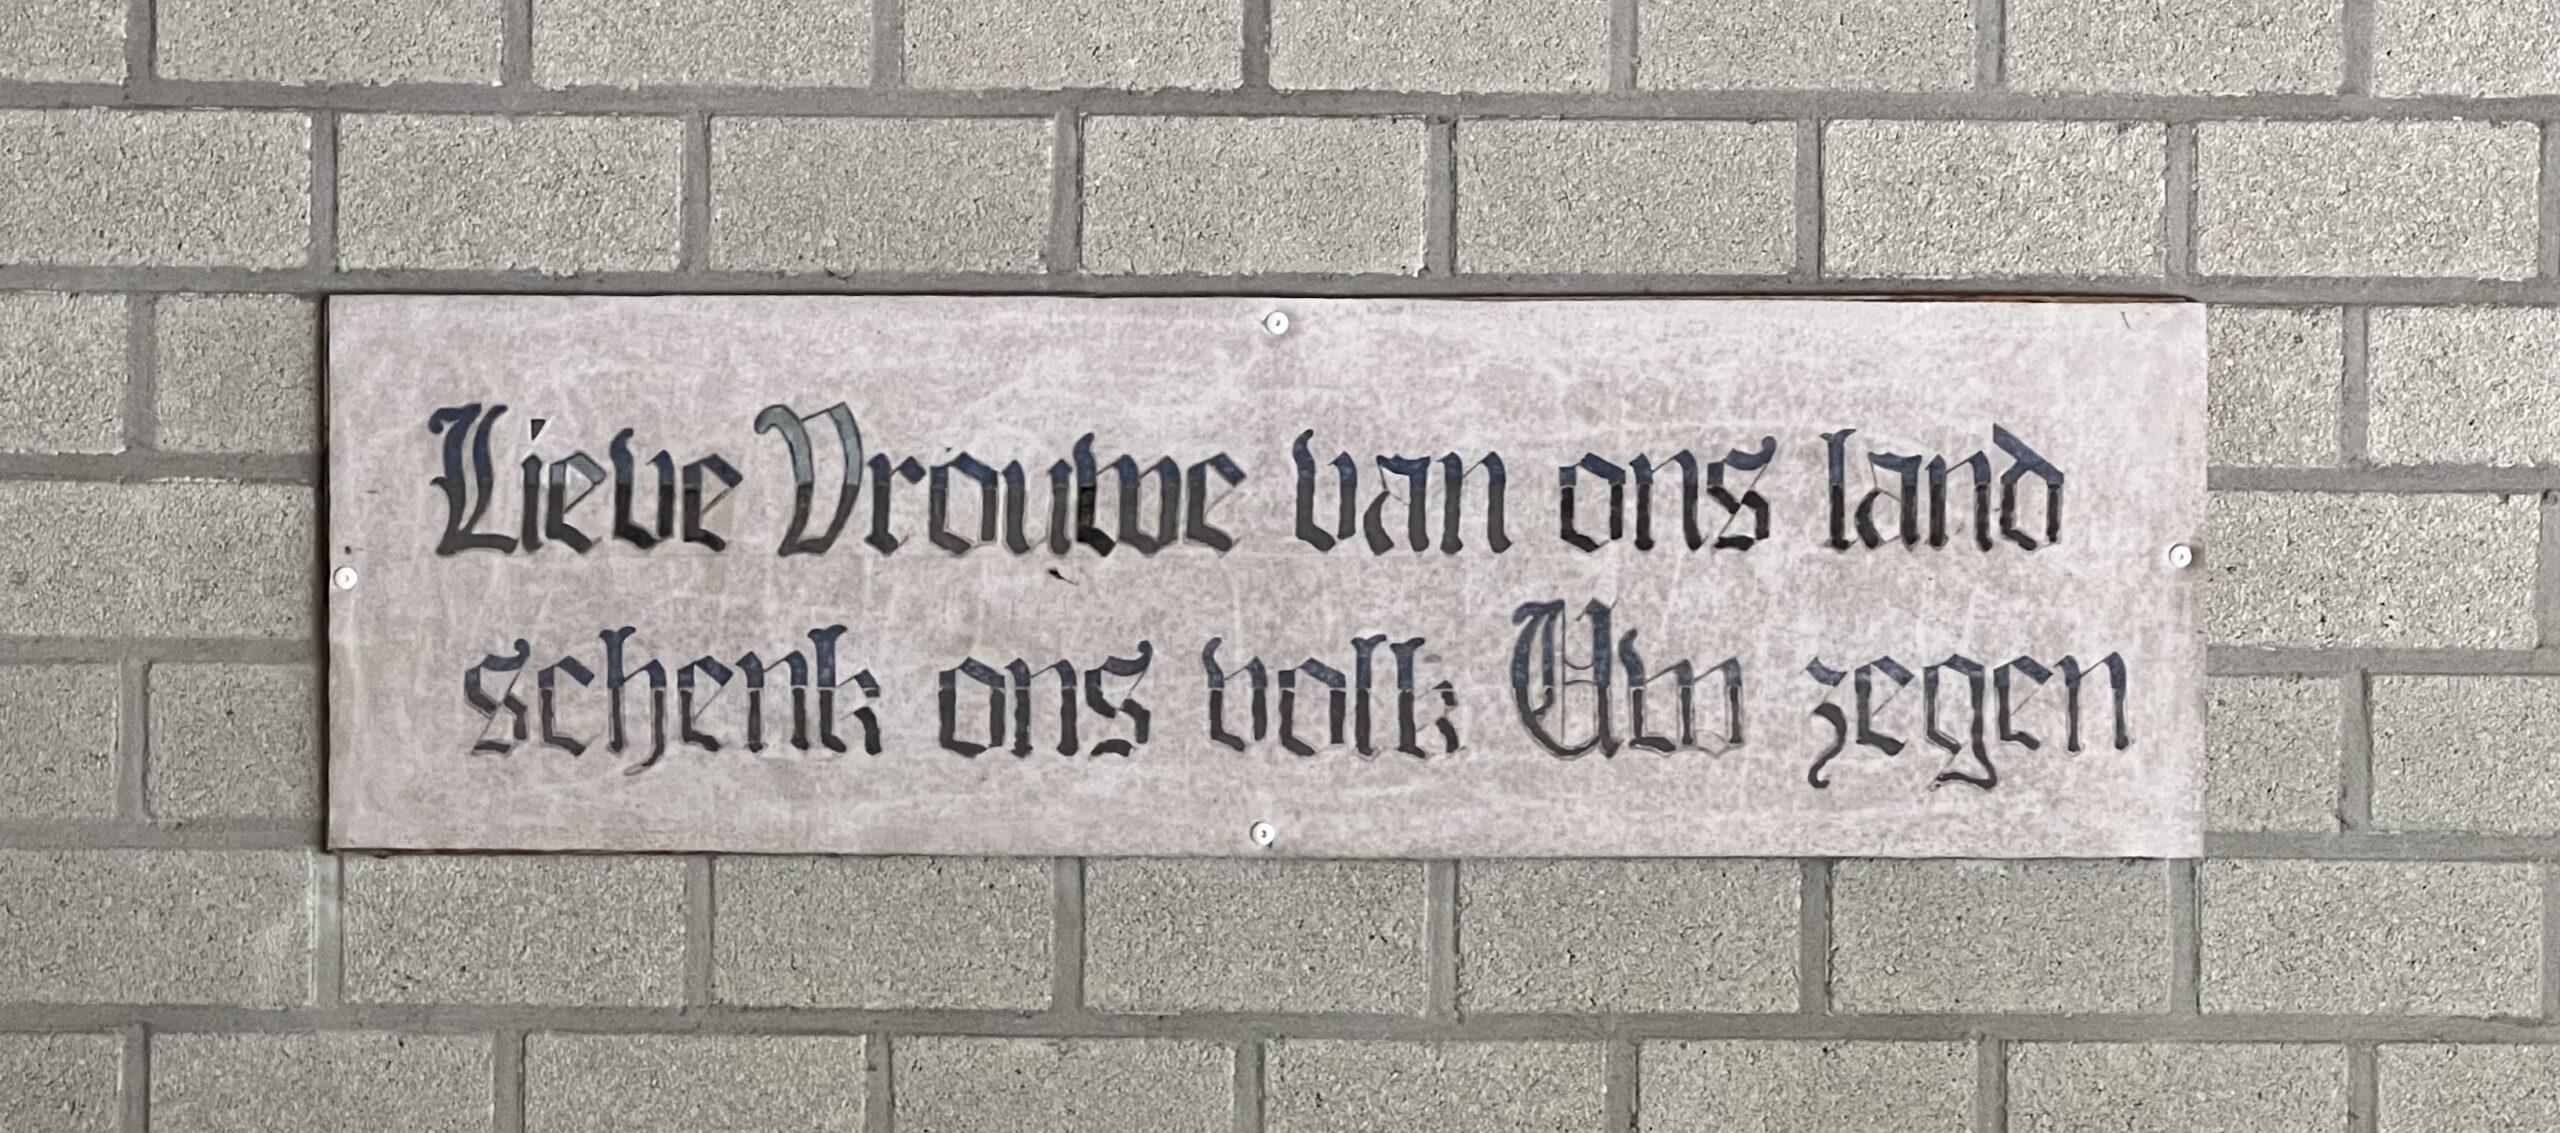 Lieve Vrouwe van ons land
schenk ons volk Uw zegen